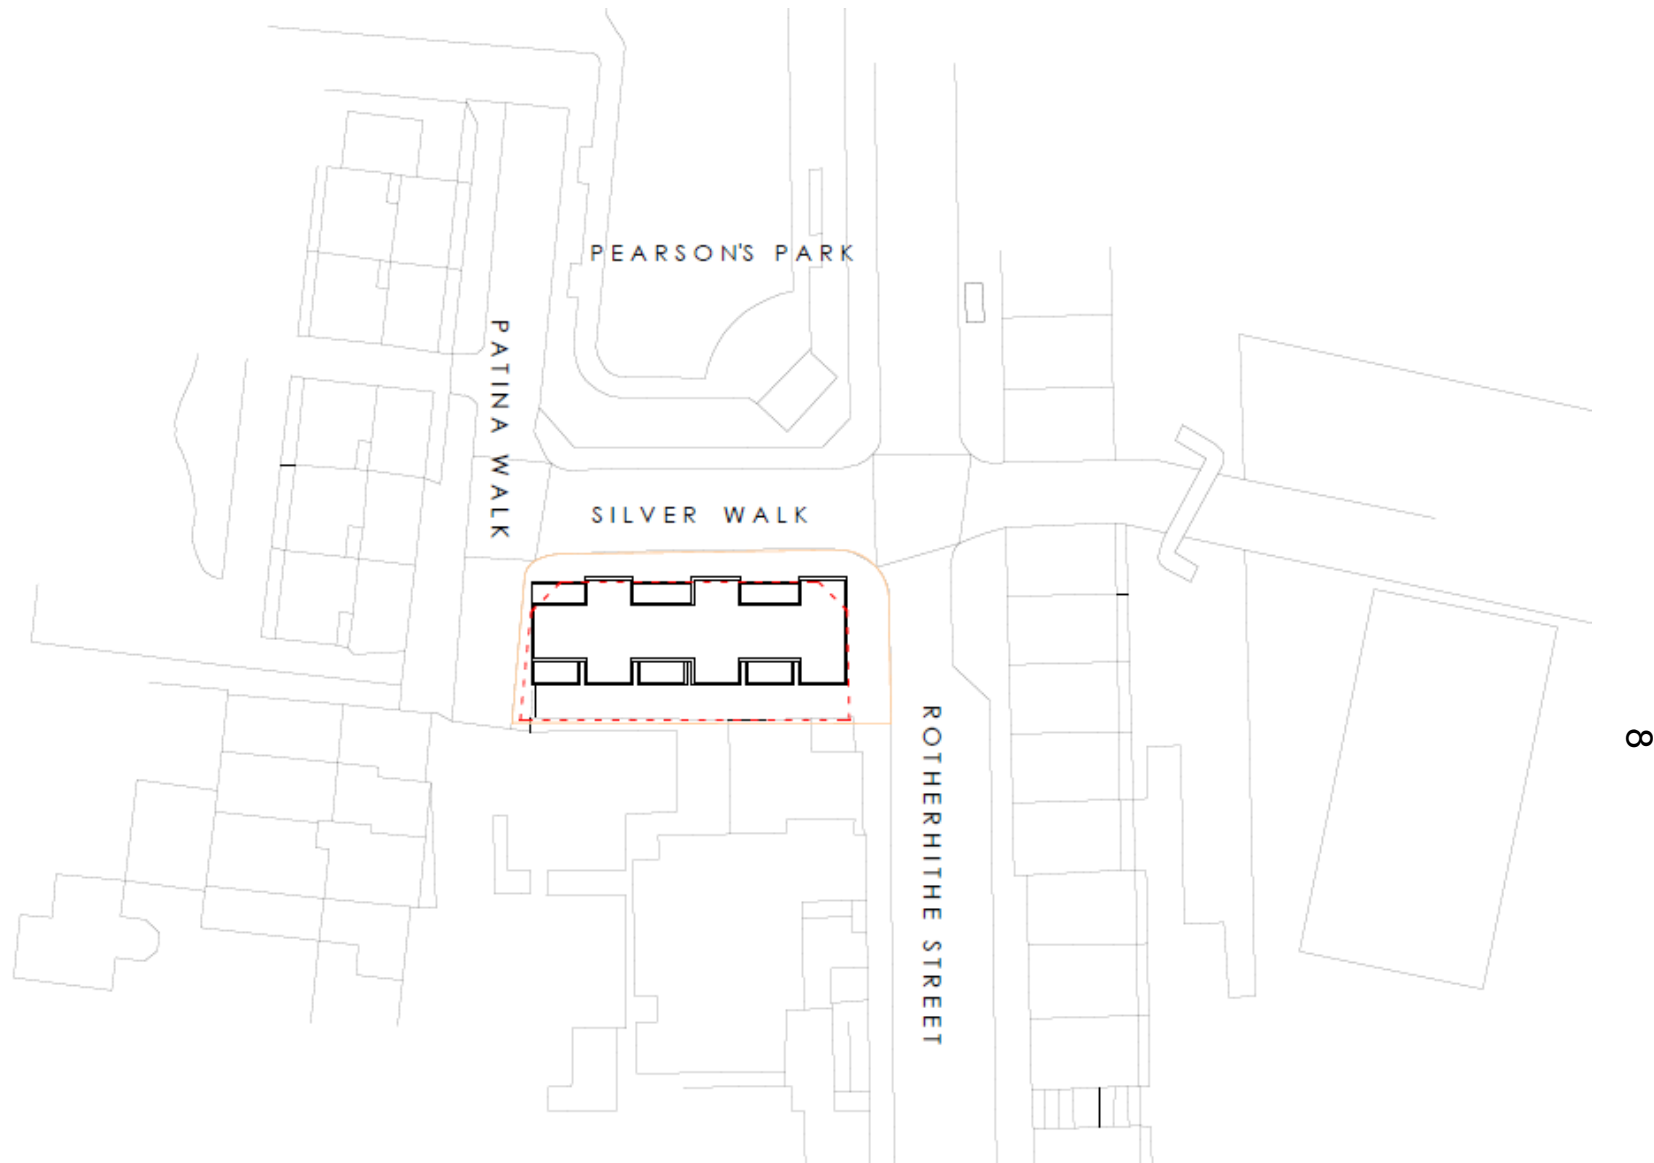 PEARSON'S PARK
PATINA WALK
SILVER WALK
ROTHERHITHE STREET
8